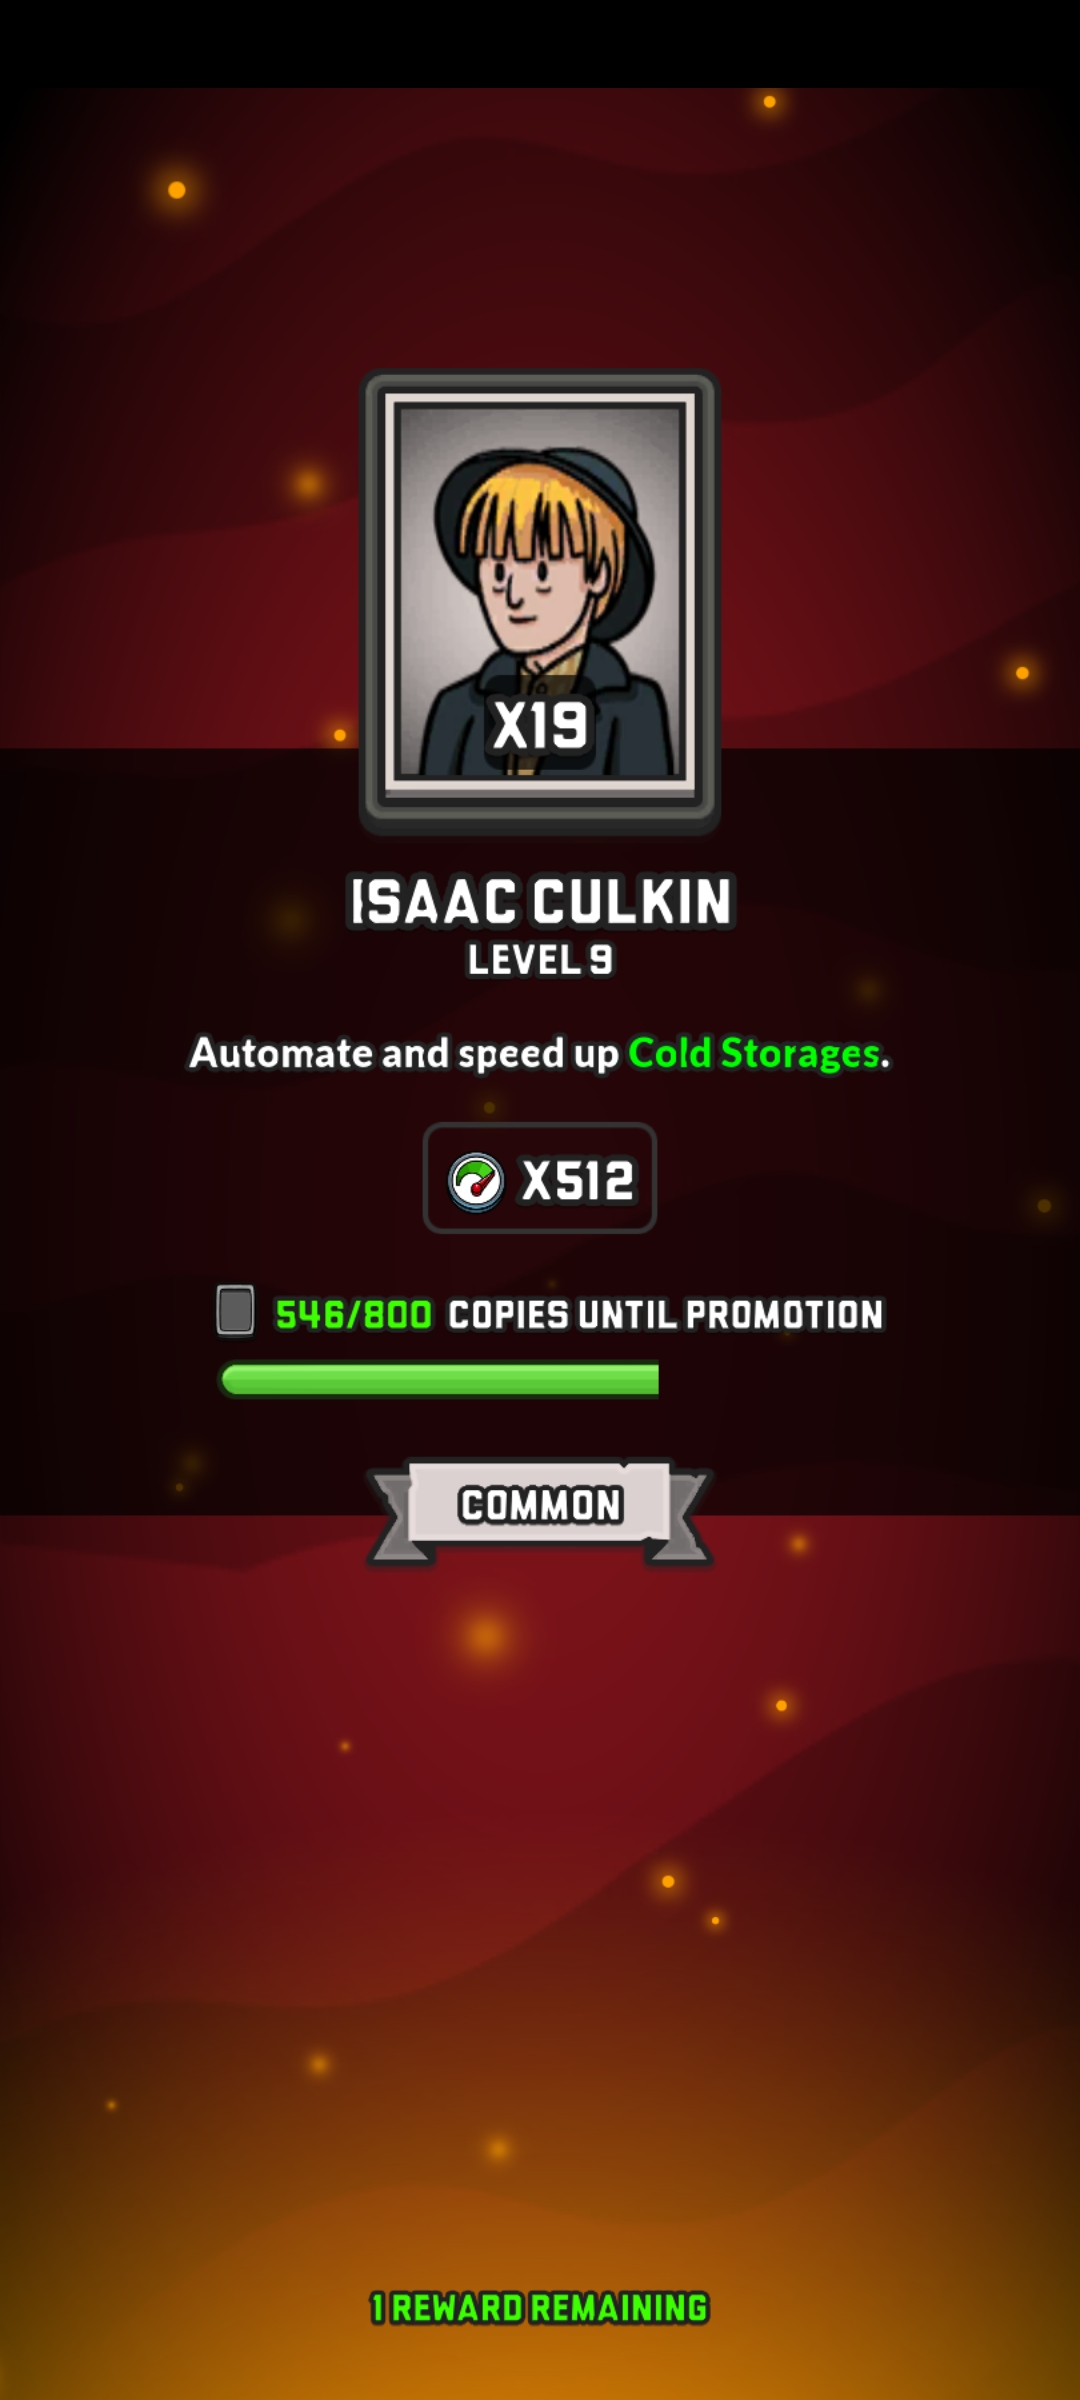 X19
ISAAC CULKIN
LEVEL 9
Automate and speed up Cold Storages.
X512
546/800 COPIES UNTIL PROMOTION
COMMON
1 REWARD REMAINING